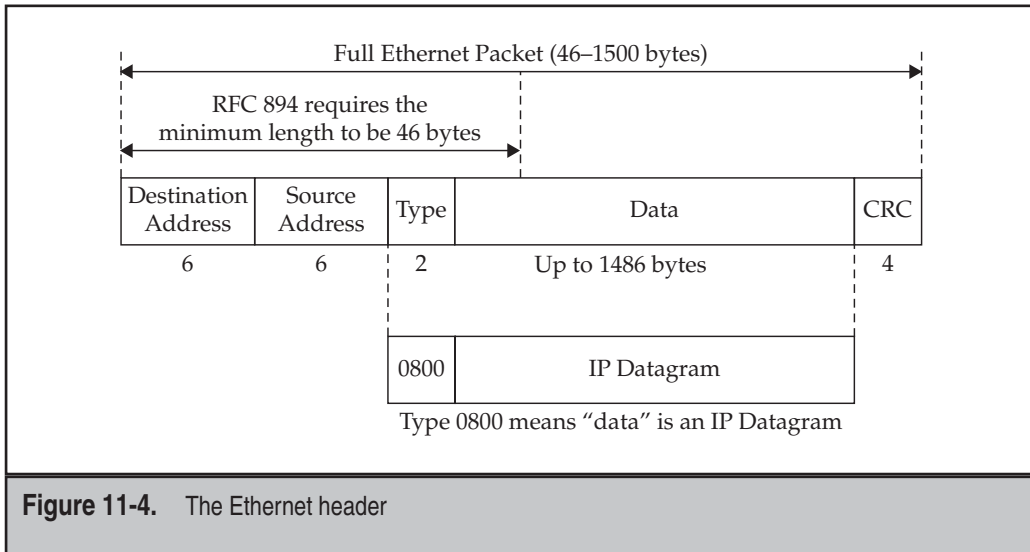 Full Ethernet Packet (46–1500 bytes)
RFC 894 requires the
minimum length to be 46 bytes
Destination
Address
Source
Address
Type
Data
CRC
6
6
2
Up to 1486 bytes
4
0800
IP Datagram
Type 0800 means “data” is an IP Datagram
Figure 11-4. The Ethernet header